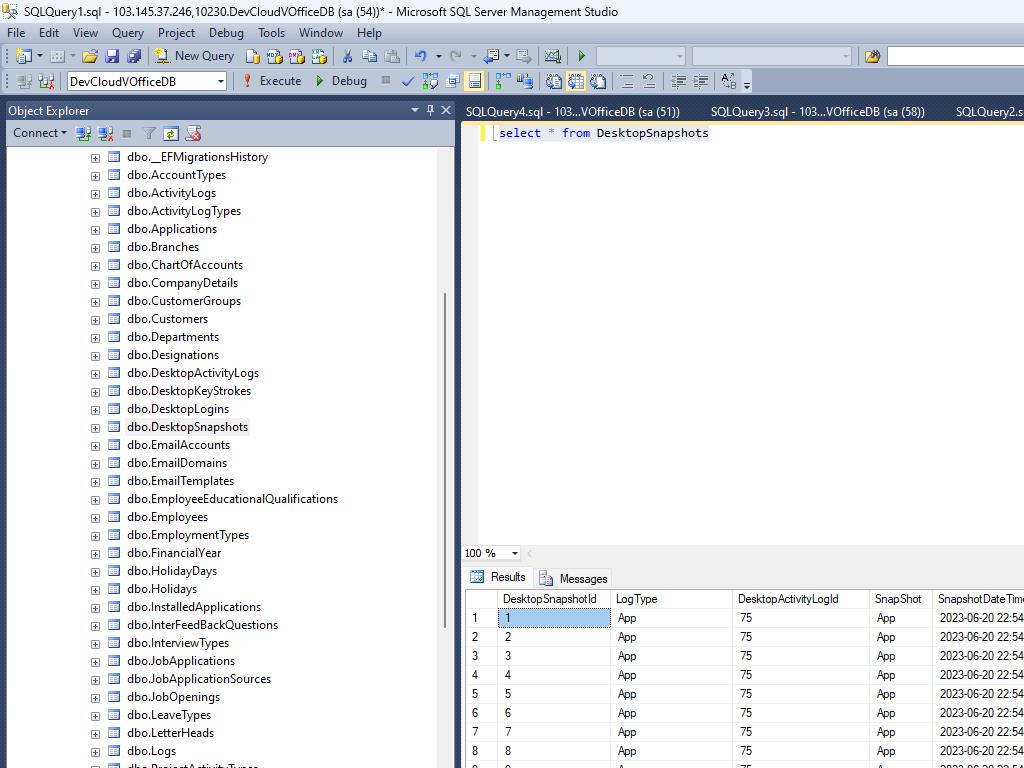 SQLQuery1.sql - 103.145.37.246,10230.DevCloudVOfficeDB (sa (54))* - Microsoft SQL Server Management Studio
File Edit View Query Project Debug Tools Window Help
New Query
DevCloudVOfficeDB Execute Debug
Object Explorer
Connect
dbo.__EFMigrationsHistory
dbo.AccountTypes
dbo.ActivityLogs
dbo.ActivityLogTypes
dbo.Applications
dbo.Branches
dbo.ChartOfAccounts
dbo.CompanyDetails
dbo.CustomerGroups
dbo.Customers
dbo.Departments
dbo.Designations
dbo.DesktopActivityLogs
dbo.DesktopKeyStrokes
dbo.DesktopLogins
dbo.DesktopSnapshots
dbo.EmailAccounts
dbo.EmailDomains
dbo.EmailTemplates
dbo.EmployeeEducationalQualifications
dbo.Employees
dbo.EmploymentTypes
dbo.FinancialYear
dbo.HolidayDays
dbo.Holidays
dbo.InstalledApplications
dbo.InterFeedBackQuestions
dbo.InterviewTypes
dbo.JobApplications
dbo.JobApplicationSources
dbo.JobOpenings
dbo.LeaveTypes
dbo.LetterHeads
dbo.Logs
SQLQuery4.sql - 103...VOfficeDB (sa (51)) SQLQuery3.sql - 103...VOfficeDB (sa (58)) SQLQuery2.s
select * from DesktopSnapshots
100 %
Results Messages
DesktopSnapshotId LogType DesktopActivityLogId SnapShot SnapshotDateTime
1 1 App 75 App 2023-06-20 22:54
2 2 App 75 App 2023-06-20 22:54
3 3 App 75 App 2023-06-20 22:54
4 4 App 75 App 2023-06-20 22:54
5 5 App 75 App 2023-06-20 22:54
6 6 App 75 App 2023-06-20 22:54
7 7 App 75 App 2023-06-20 22:54
8 8 App 75 App 2023-06-20 22:54